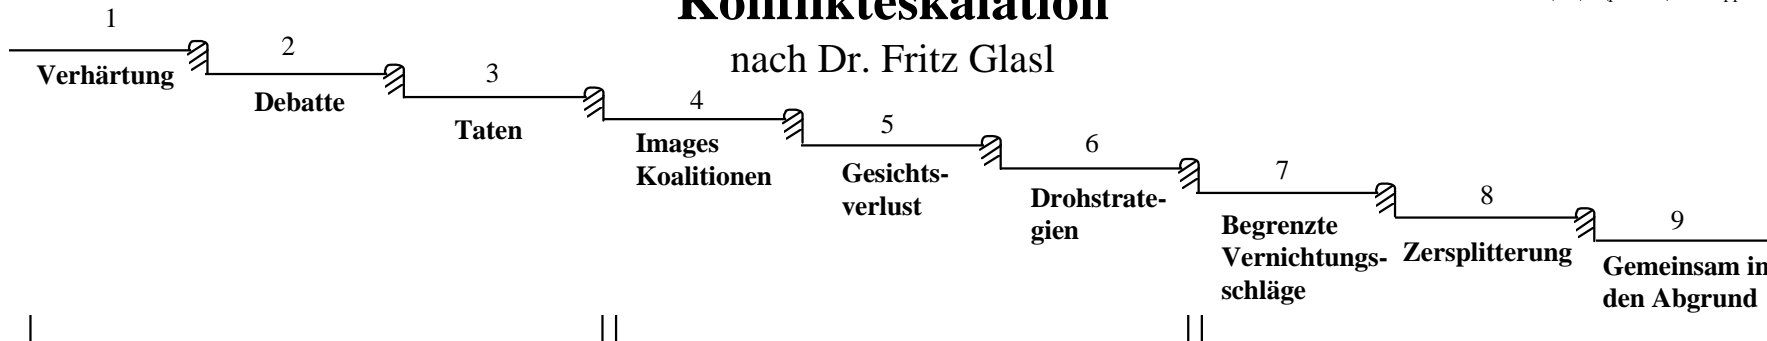 Konflikteskalation
nach Dr. Fritz Glasl
1
Verhärtung
2
Debatte
3
Taten
4
Images
Koalitionen
5
Gesichts-
verlust
6
Drohstrate-
gien
7
Begrenzte
Vernichtungs-
schläge
8
Zersplitterung
9
Gemeinsam in
den Abgrund